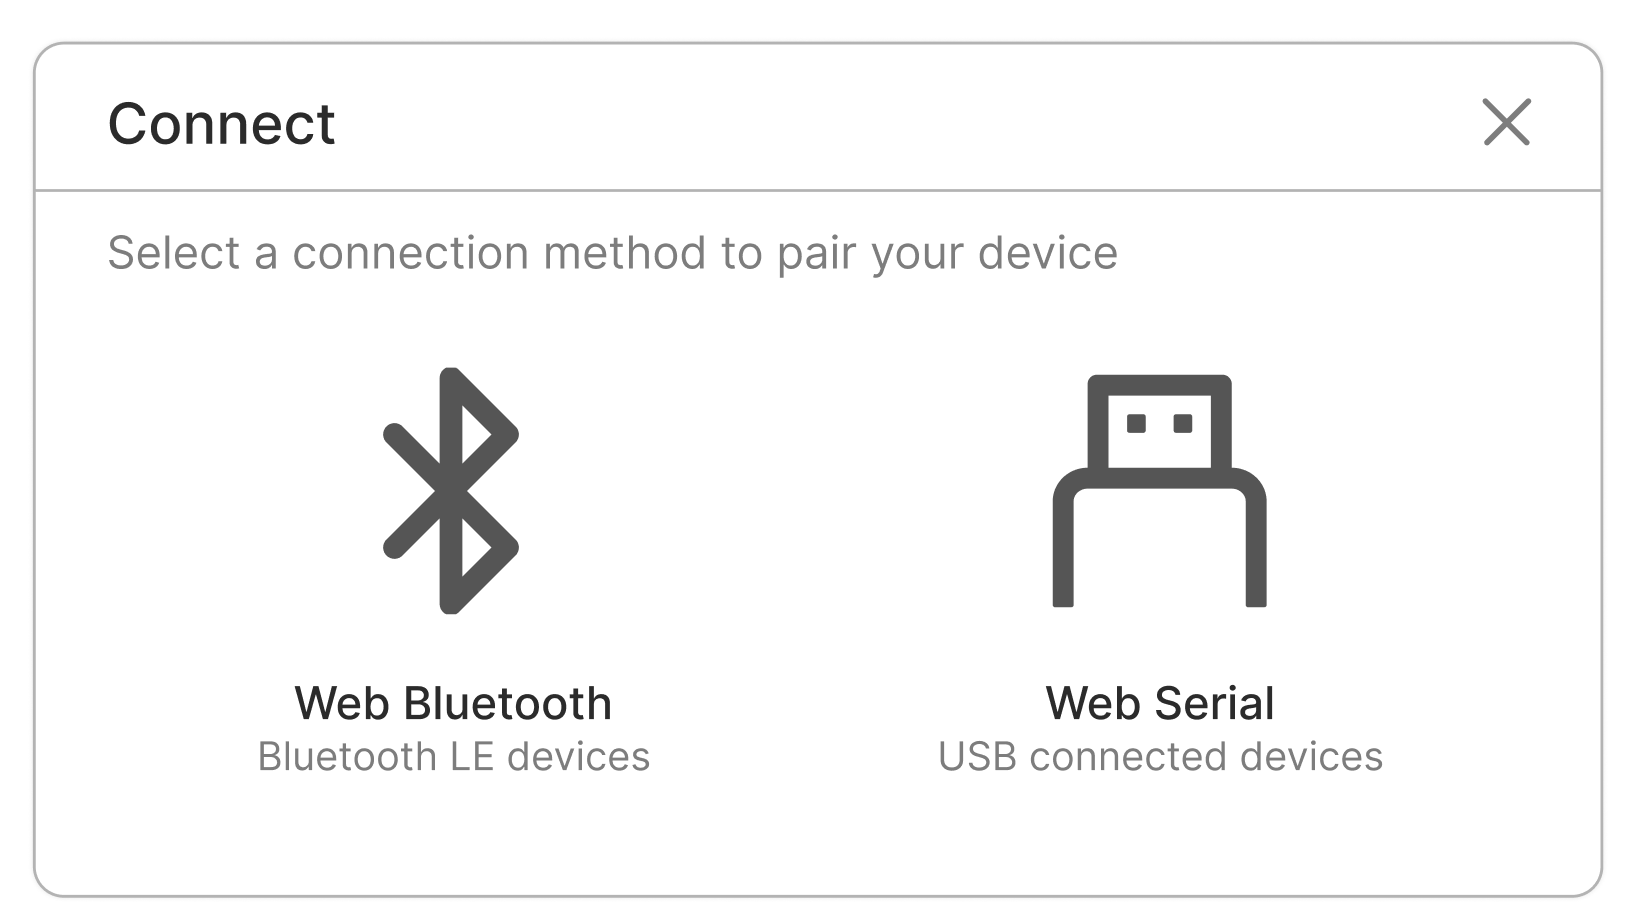 Connect
Select a connection method to pair your device
Web Bluetooth
Bluetooth LE devices
Web Serial
USB connected devices